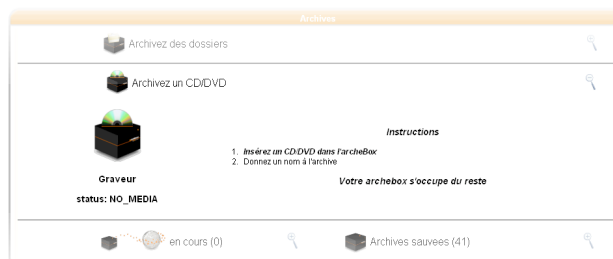 Archives
Archivez des dossiers
Archivez un CD/DVD
Instructions
1. Insérez un CD/DVD dans l'archeBox
2. Donnez un nom à l'archive
Graveur
Votre archebox s'occupe du reste
status: NO_MEDIA
en cours (0)
Archives sauvees (41)